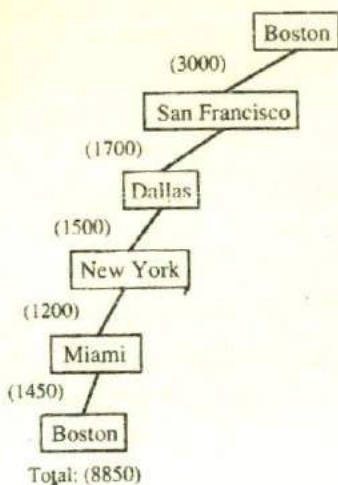 Boston
(3000)
San Francisco
(1700)
Dallas
(1500)
New York
(1200)
Miami
(1450)
Boston
Total: (8850)